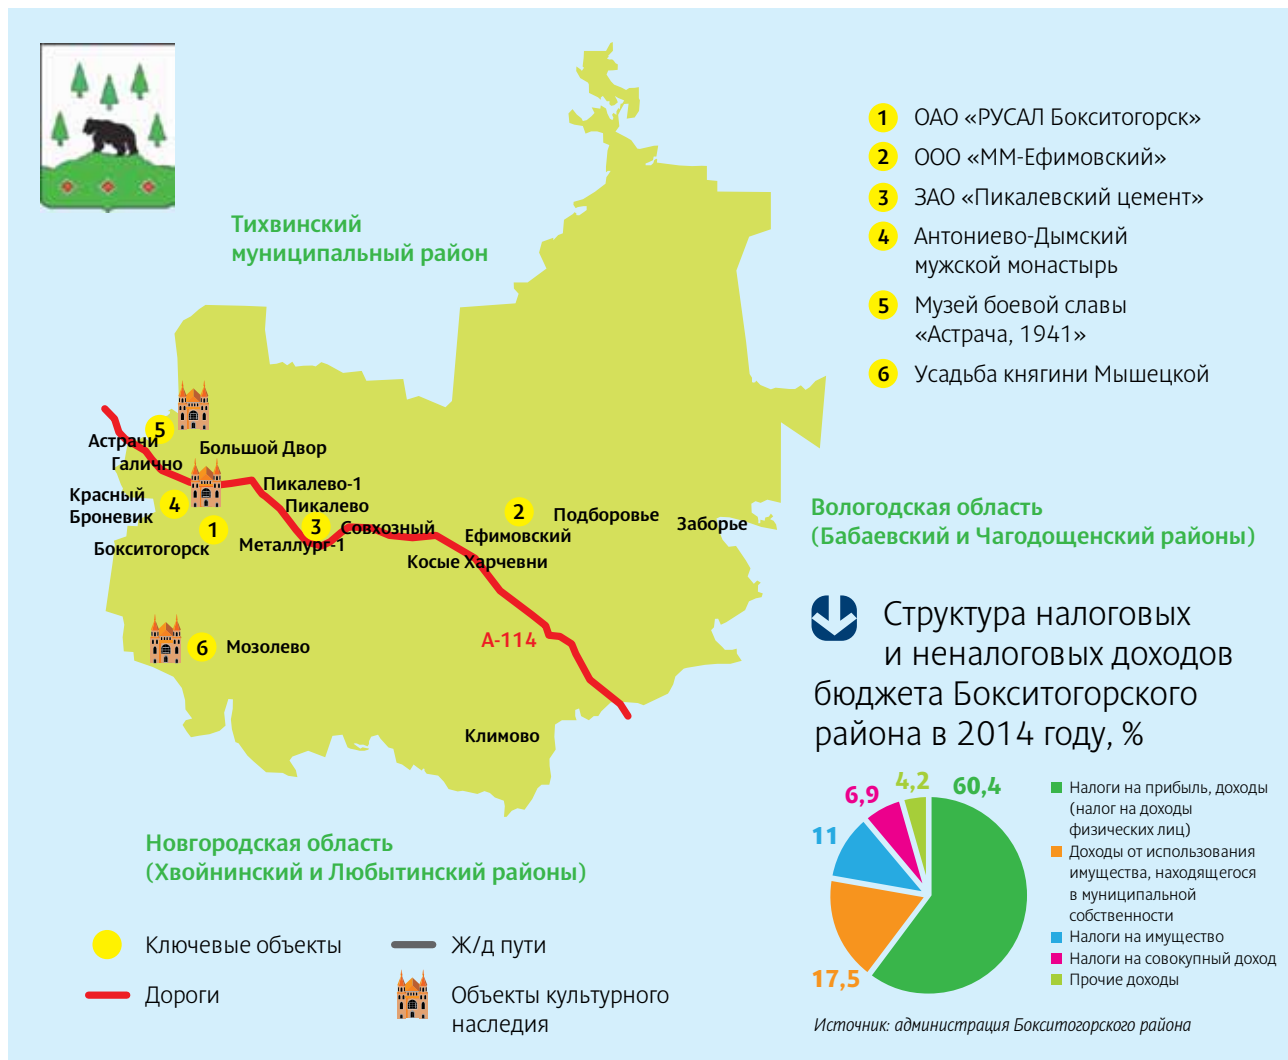 1 ОАО «РУСАЛ Бокситогорск»
2 ООО «ММ-Ефимовский»
3 ЗАО «Пикалевский цемент»
4 Антониево-Дымский
мужской монастырь
5 Музей боевой славы
«Астрача, 1941»
6 Усадьба княгини Мышецкой
Тихвинский
муниципальный район
5
Астрачи
Большой Двор
Галично
Пикалево-1
Красный
Броневик
4
Пикалево
1
3
Совхозный
2
Подборовье
Заборье
Бокситогорск
Металлург-1
Ефимовский
Косые Харчевни
6 Мозолево
А-114
Климово
Вологодская область
(Бабаевский и Чагодощенский районы)
Новгородская область
(Хвойнинский и Любытинский районы)
Ключевые объекты
Ж/д пути
Дороги
Объекты культурного
наследия
Структура налоговых
и неналоговых доходов
бюджета Бокситогорского
района в 2014 году, %
60,4
4,2
6,9
11
17,5
Налоги на прибыль, доходы
(налог на доходы
физических лиц)
Доходы от использования
имущества, находящегося
в муниципальной
собственности
Налоги на имущество
Налоги на совокупный доход
Прочие доходы
Источник: администрация Бокситогорского района